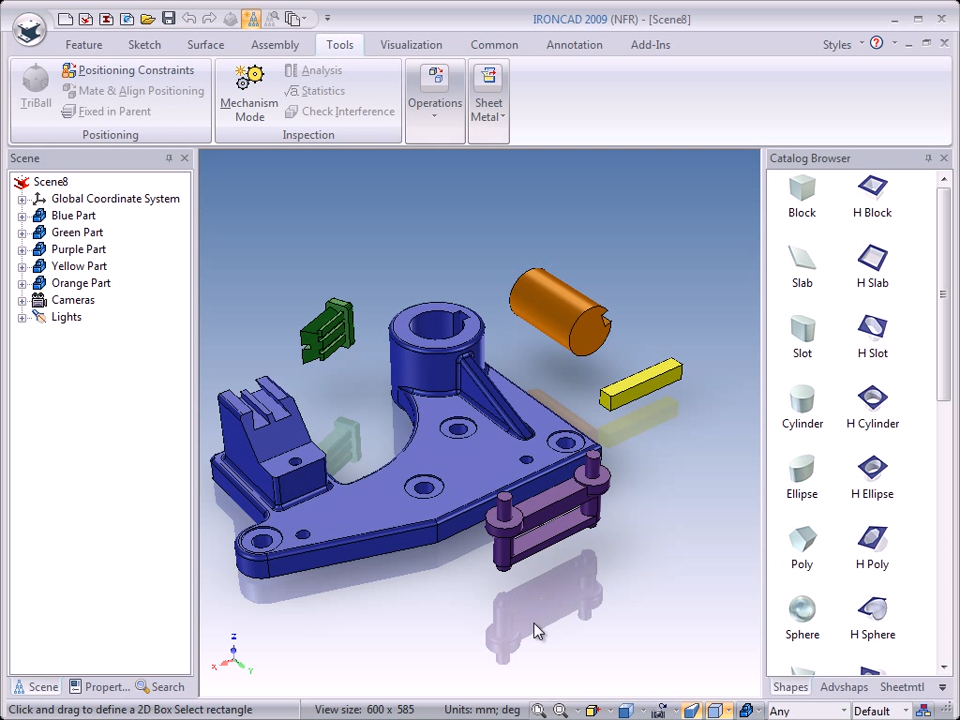 IRONCAD 2009 (NFR) - [Scene8]
Feature
Sketch
Surface
Assembly
Tools
Visualization
Common
Annotation
Add-Ins
Styles
TriBall
Positioning Constraints
Mate & Align Positioning
Fixed in Parent
Positioning
Mechanism
Mode
Analysis
Statistics
Check Interference
Inspection
Operations
Sheet
Metal
Scene
Scene8
Global Coordinate System
Blue Part
Green Part
Purple Part
Yellow Part
Orange Part
Cameras
Lights
Z
X
Y
Catalog Browser
Block
H Block
Slab
H Slab
Slot
H Slot
Cylinder
H Cylinder
Ellipse
H Ellipse
Poly
H Poly
Sphere
H Sphere
Scene
Propert...
Search
Shapes
Advshaps
Sheetmtl
Click and drag to define a 2D Box Select rectangle
View size: 600 x 585
Units: mm; deg
Any
Default